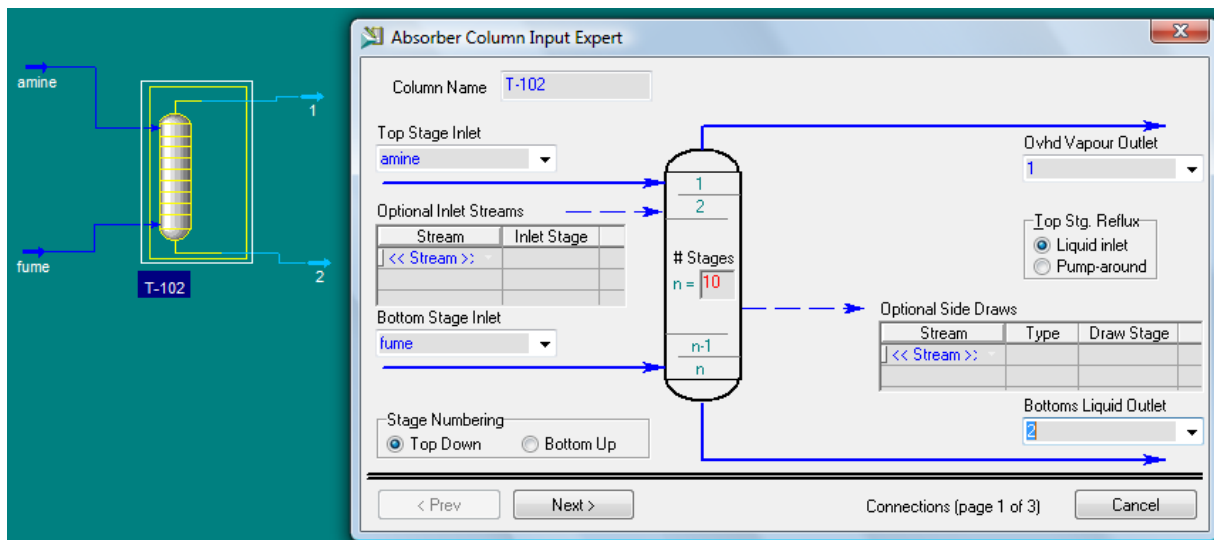 amine
1
fume
2
T-102
Absorber Column Input Expert
X
Column Name T-102
Top Stage Inlet
amine
Optional Inlet Streams
Stream Inlet Stage
<< Stream >>
Bottom Stage Inlet
fume
Stage Numbering
Top Down Bottom Up
1
2
# Stages
n = 10
n-1
n
Ovhd Vapour Outlet
1
Top Stg. Reflux
Liquid inlet
Pump-around
Optional Side Draws
Stream Type Draw Stage
<< Stream >>
Bottoms Liquid Outlet
2
< Prev Next > Connections (page 1 of 3) Cancel